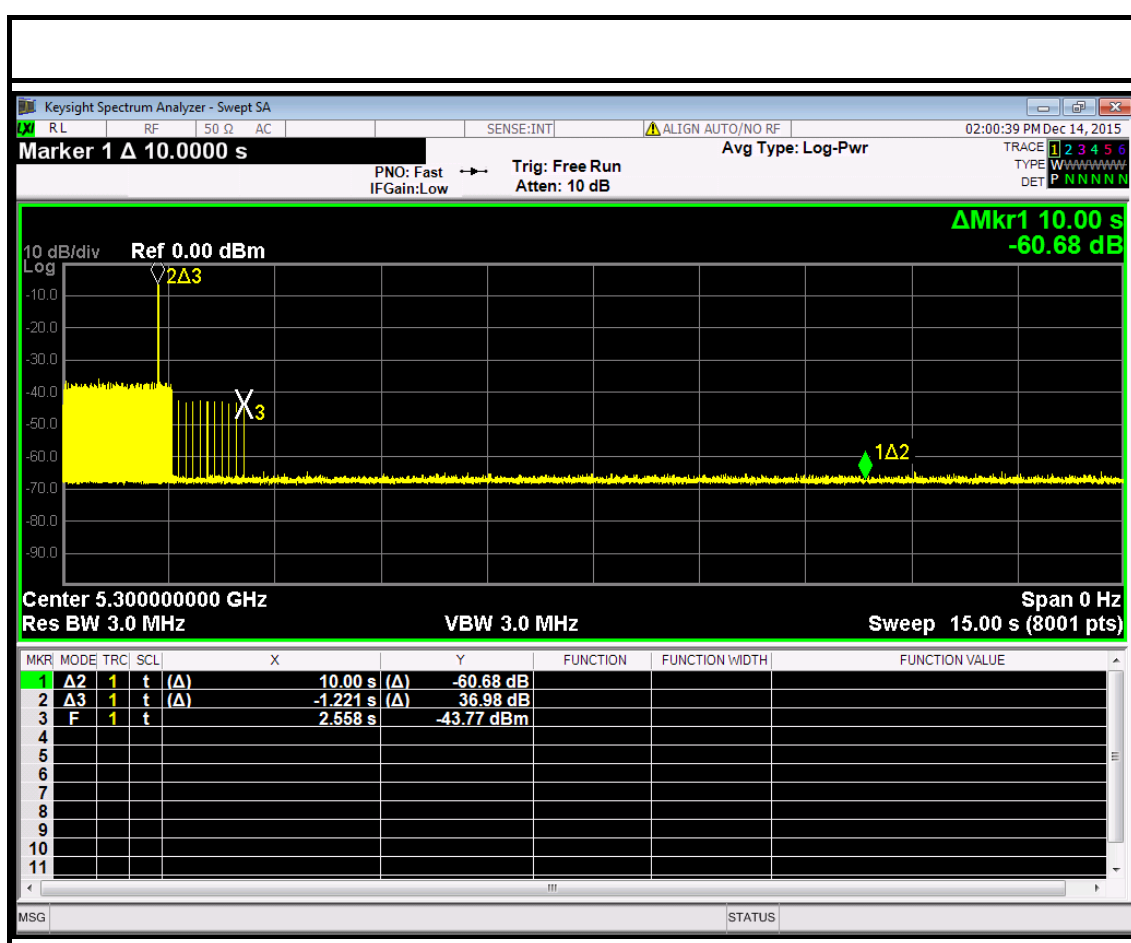 Keysight Spectrum Analyzer - Swept SA
LXI RL RF 50 Ω AC SENSE:INT ALIGN AUTO/NO RF 02:00:39 PM Dec 14, 2015
Marker 1 Δ 10.0000 s Avg Type: Log-Pwr TRACE 1 2 3 4 5 6
PNO: Fast Trig: Free Run TYPE WWWWWW
IFGain:Low Atten: 10 dB DET P N N N N N
ΔMkr1 10.00 s
10 dB/div Ref 0.00 dBm -60.68 dB
Log
2Δ3
-10.0
-20.0
-30.0
-40.0
X3
-50.0
-60.0 1Δ2
-70.0
-80.0
-90.0
Center 5.300000000 GHz Span 0 Hz
Res BW 3.0 MHz VBW 3.0 MHz Sweep 15.00 s (8001 pts)
MKR MODE TRC SCL X Y FUNCTION FUNCTION WIDTH FUNCTION VALUE
1 Δ2 1 t (Δ) 10.00 s (Δ) -60.68 dB
2 Δ3 1 t (Δ) -1.221 s (Δ) 36.98 dB
3 F 1 t 2.558 s -43.77 dBm
4
5
6
7
8
9
10
11
MSG STATUS